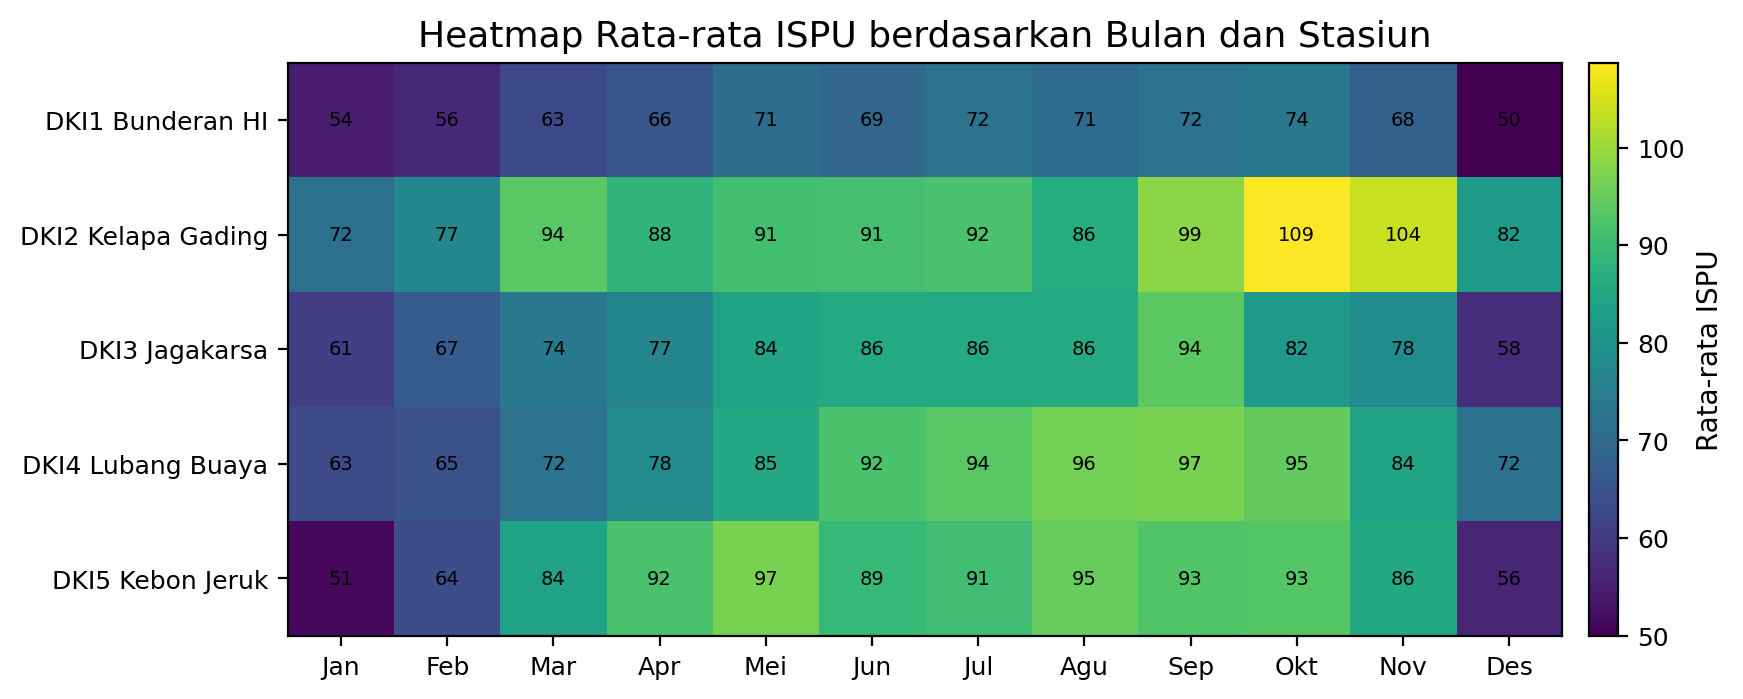 Heatmap Rata-rata ISPU berdasarkan Bulan dan Stasiun
DKI1 Bunderan HI 54 56 63 66 71 69 72 71 72 74 68 50
DKI2 Kelapa Gading 72 77 94 88 91 91 92 86 99 109 104 82
DKI3 Jagakarsa 61 67 74 77 84 86 86 86 94 82 78 58
DKI4 Lubang Buaya 63 65 72 78 85 92 94 96 97 95 84 72
DKI5 Kebon Jeruk 51 64 84 92 97 89 91 95 93 93 86 56
Jan Feb Mar Apr Mei Jun Jul Agu Sep Okt Nov Des
100
90
80
70
60
50
Rata-rata ISPU